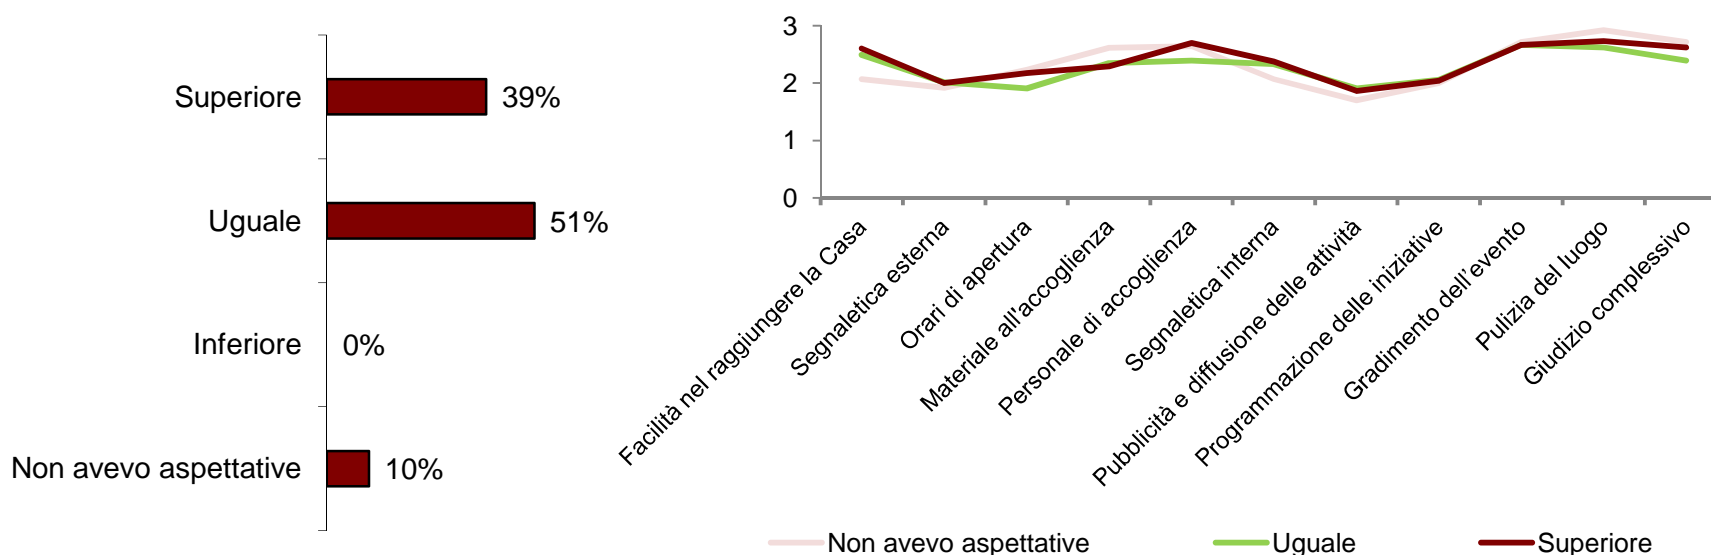 Superiore
39%
Uguale
51%
Inferiore
0%
Non avevo aspettative
10%
3
2
1
0
Facilità nel raggiungere la Casa
Segnaletica esterna
Orari di apertura
Materiale all'accoglienza
Personale di accoglienza
Segnaletica interna
Pubblicità e diffusione delle attività
Programmazione delle iniziative
Gradimento dell'evento
Pulizia del luogo
Giudizio complessivo
Non avevo aspettative
Uguale
Superiore